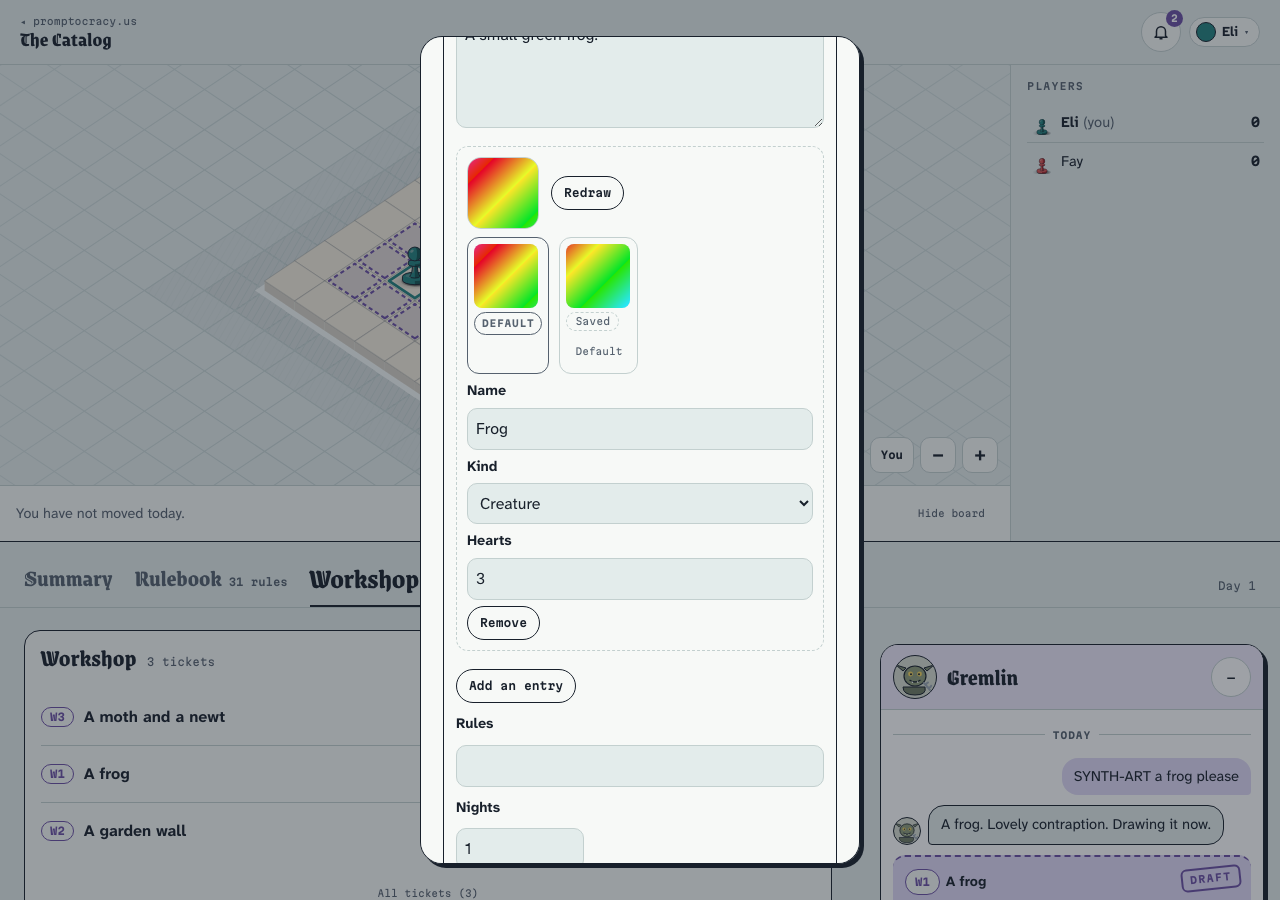 ◂ promptocracy.us
The Catalog
2
Eli ▾
PLAYERS
Eli (you) 0
Fay 0
A small green frog.
Redraw
DEFAULT
Saved
Default
Name
Frog
Kind
Creature
Hearts
3
Remove
Add an entry
Rules
Nights
1
You − +
You have not moved today.
Hide board
Summary Rulebook 31 rules Workshop
Day 1
Workshop 3 tickets
W3 A moth and a newt
W1 A frog
W2 A garden wall
All tickets (3)
Gremlin
−
TODAY
SYNTH-ART a frog please
A frog. Lovely contraption. Drawing it now.
W1 A frog DRAFT